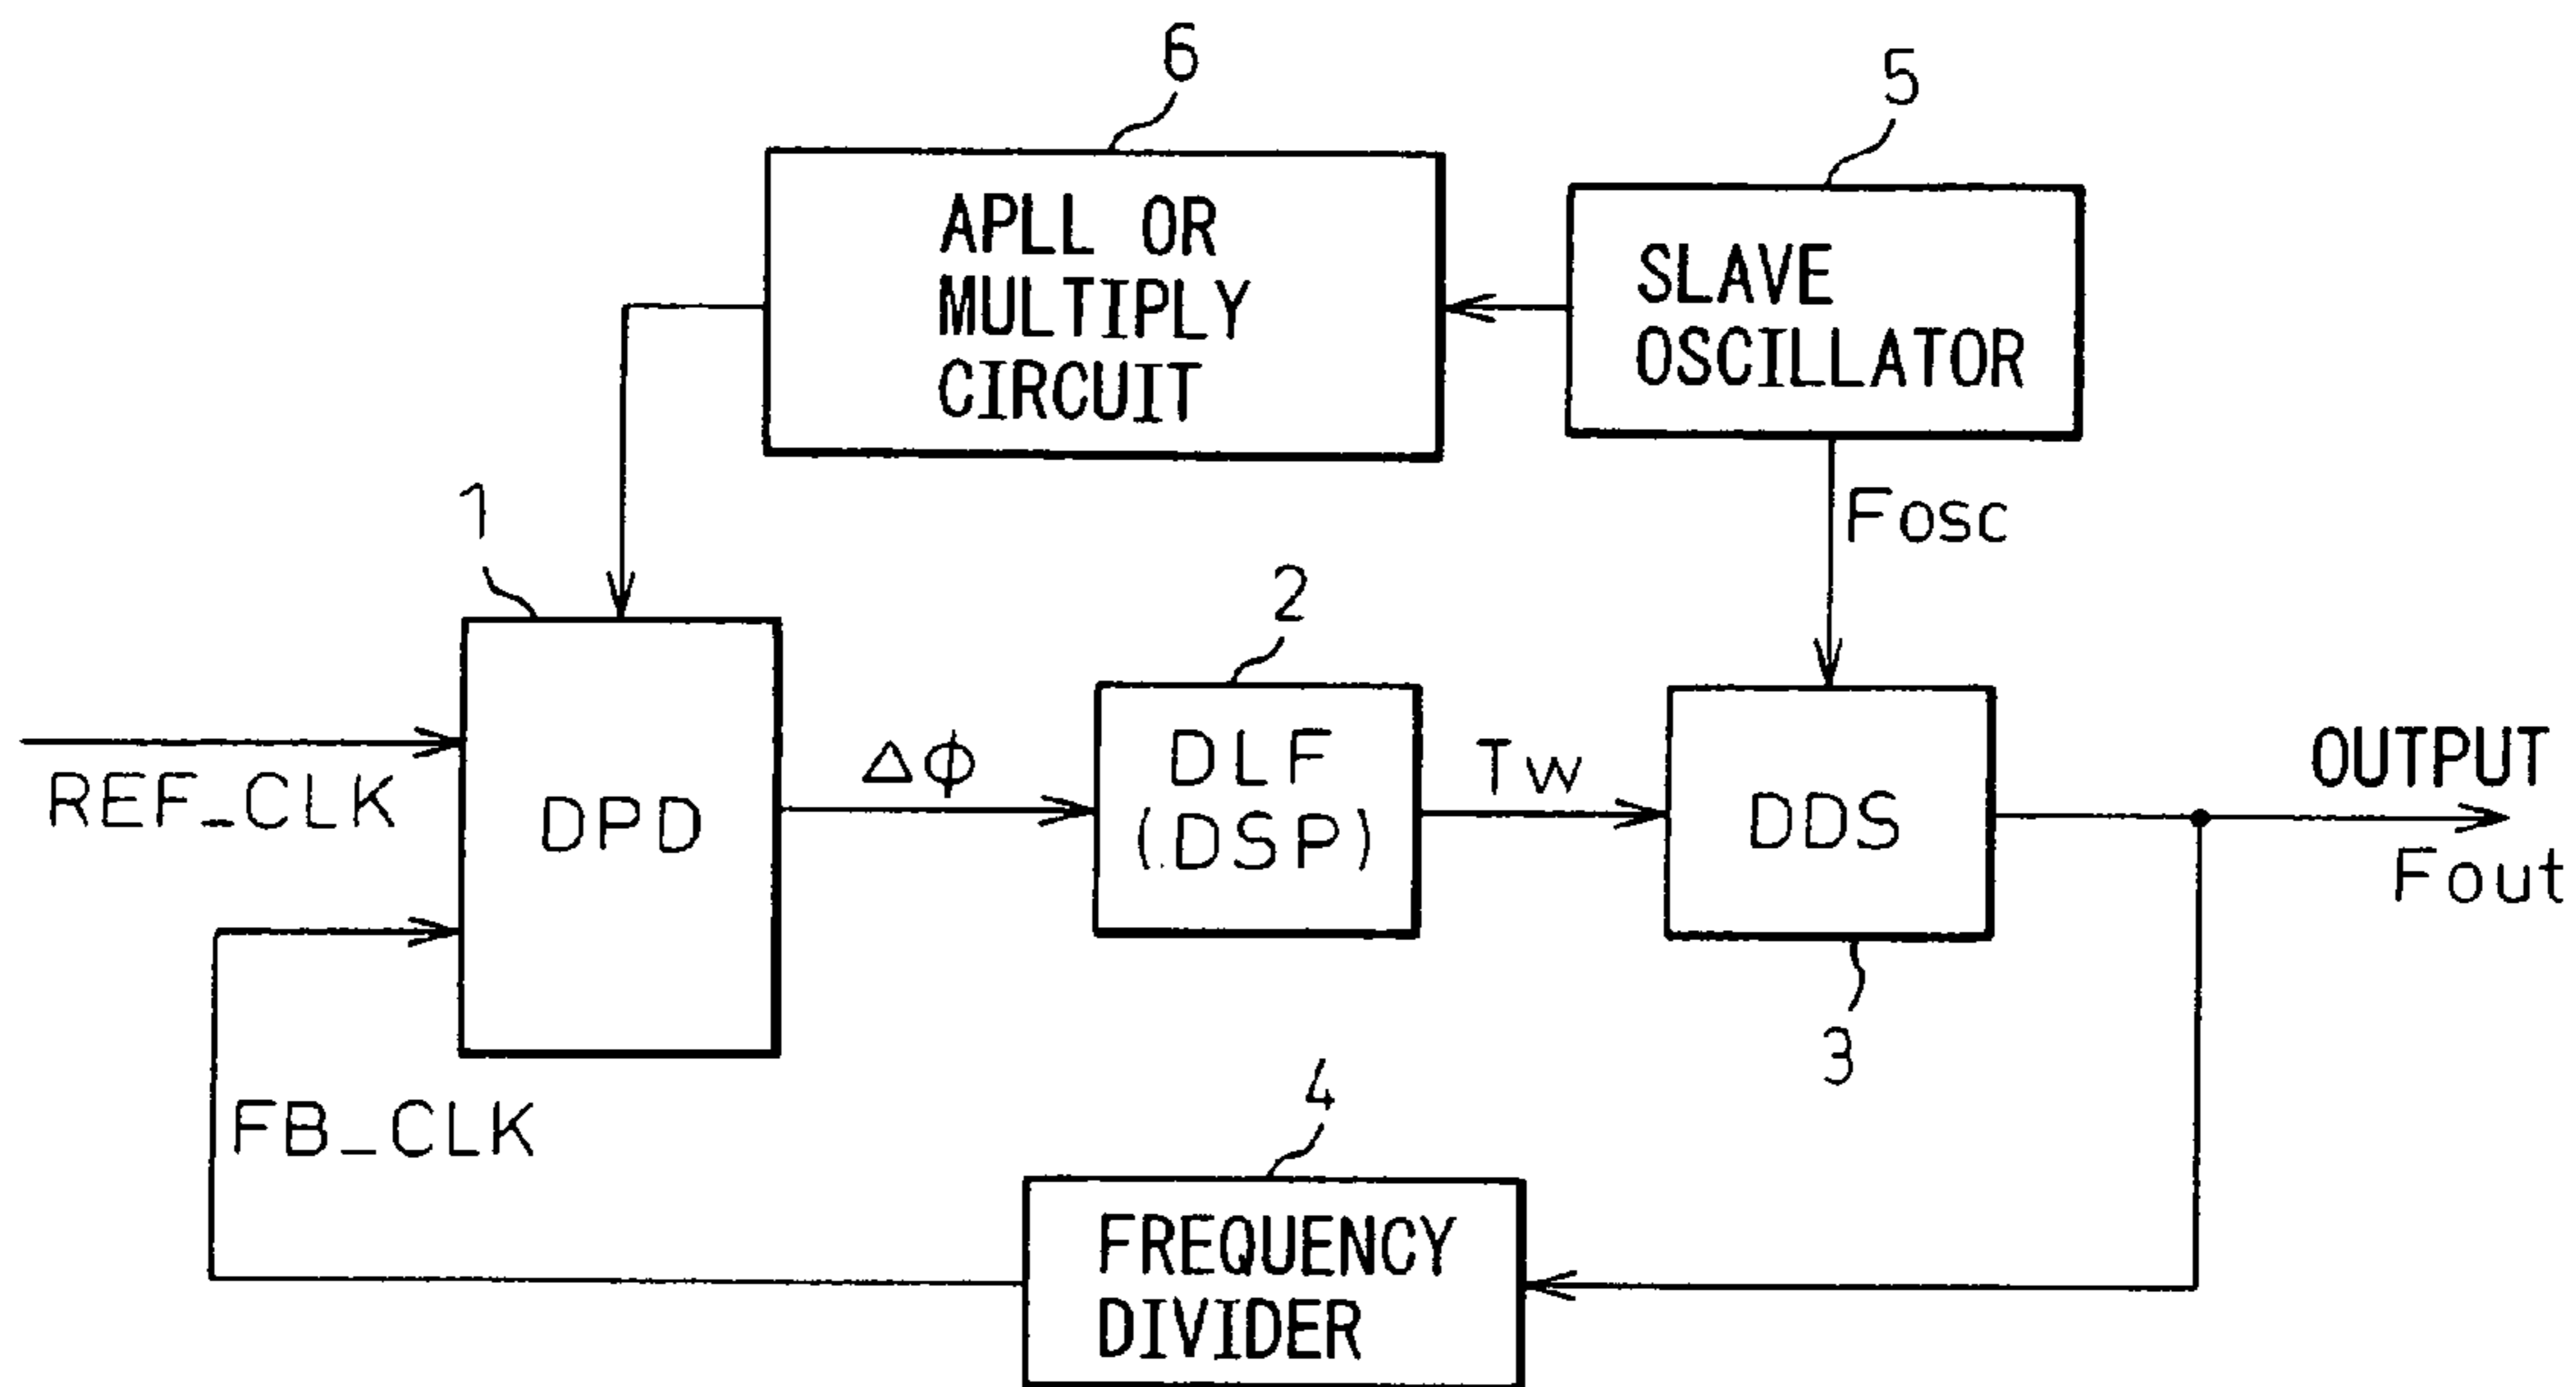 6
5
APLL OR
MULTIPLY
CIRCUIT
SLAVE
OSCILLATOR
Fosc
1
2
DPD
REF_CLK
Δϕ
DLF
(DSP)
Tw
DDS
OUTPUT
Fout
3
FB_CLK
4
FREQUENCY
DIVIDER